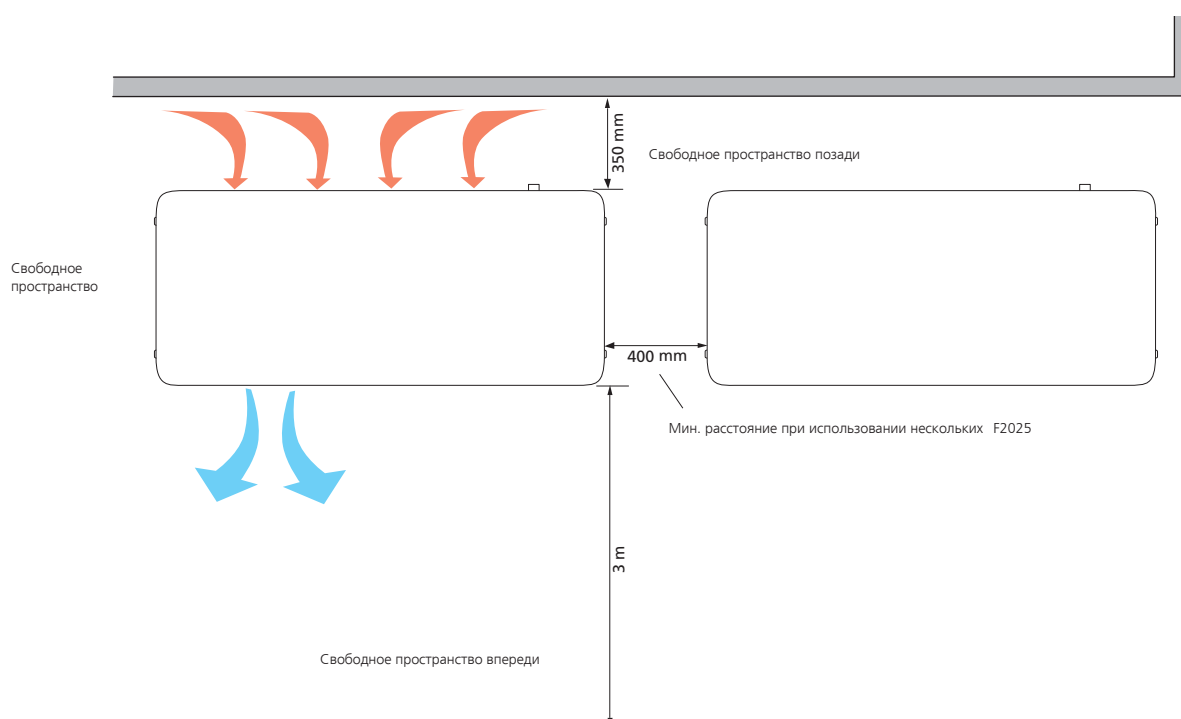 350 mm
Свободное пространство позади
Свободное
пространство
400 mm
Мин. расстояние при использовании нескольких F2025
3 m
Свободное пространство впереди